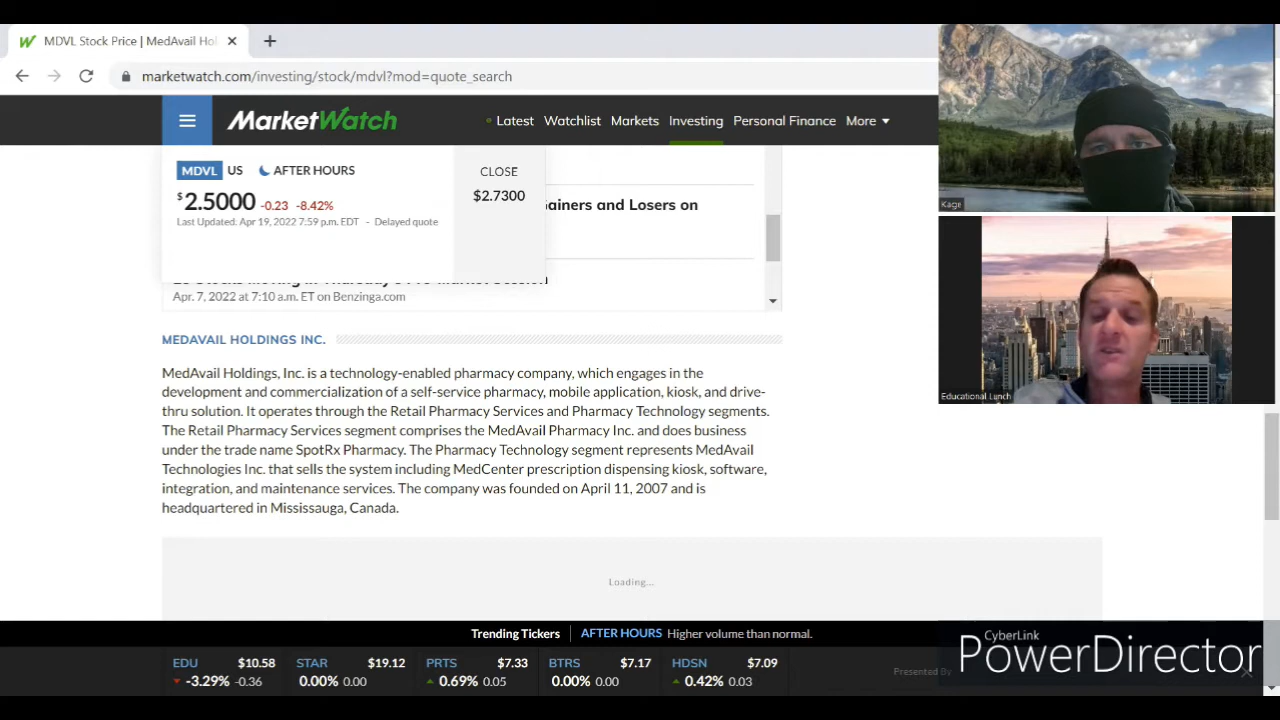 MDVL Stock Price | MedAvail Hol
marketwatch.com/investing/stock/mdvl?mod=quote_search
MarketWatch
Latest Watchlist Markets Investing Personal Finance More
MDVL US AFTER HOURS
$2.5000 -0.23 -8.42%
Last Updated: Apr 19, 2022 7:59 p.m. EDT - Delayed quote
CLOSE
$2.7300
Gainers and Losers on
Apr. 7, 2022 at 7:10 a.m. ET on Benzinga.com
MEDAVAIL HOLDINGS INC.
MedAvail Holdings, Inc. is a technology-enabled pharmacy company, which engages in the
development and commercialization of a self-service pharmacy, mobile application, kiosk, and drive-
thru solution. It operates through the Retail Pharmacy Services and Pharmacy Technology segments.
The Retail Pharmacy Services segment comprises the MedAvail Pharmacy Inc. and does business
under the trade name SpotRx Pharmacy. The Pharmacy Technology segment represents MedAvail
Technologies Inc. that sells the system including MedCenter prescription dispensing kiosk, software,
integration, and maintenance services. The company was founded on April 11, 2007 and is
headquartered in Mississauga, Canada.
Loading...
Kage
Educational Lunch
Trending Tickers AFTER HOURS Higher volume than normal.
EDU $10.58
-3.29% -0.36
STAR $19.12
0.00% 0.00
PRTS $7.33
0.69% 0.05
BTRS $7.17
0.00% 0.00
HDSN $7.09
0.42% 0.03
Presented By
CyberLink
PowerDirector